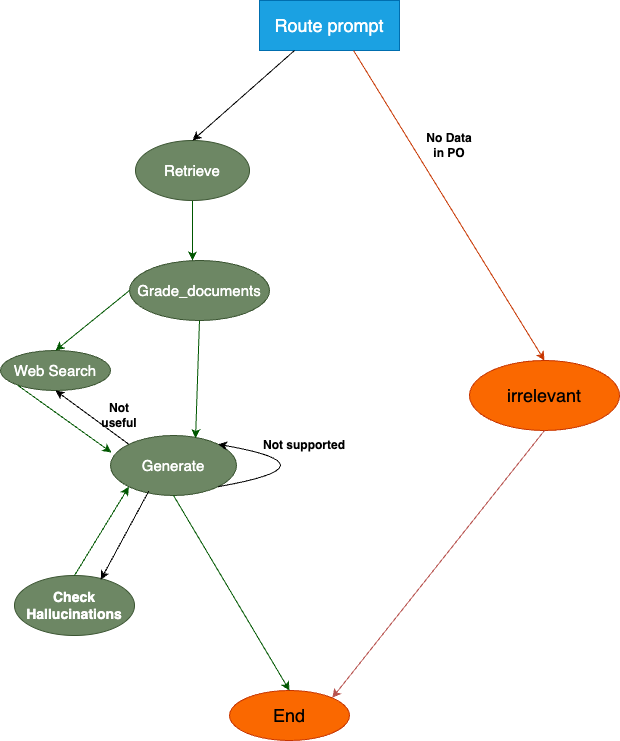 Route prompt
No Data
in PO
Retrieve
Grade_documents
Web Search
irrelevant
Not
useful
Not supported
Generate
Check
Hallucinations
End